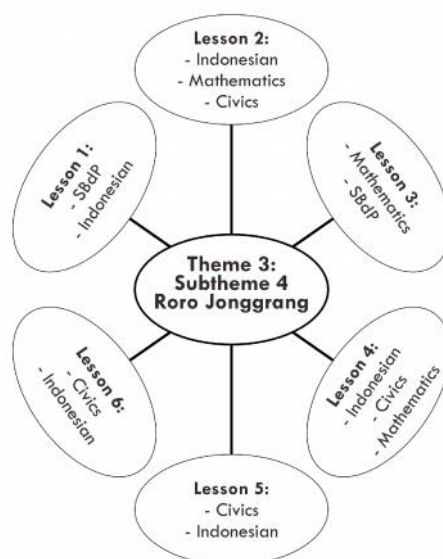 Lesson 2:
- Indonesian
- Mathematics
- Civics
Lesson 1:
- SBdP
- Indonesian
Lesson 3:
- Mathematics
- SBdP
Theme 3:
Subtheme 4
Roro Jonggrang
Lesson 6:
- Civics
- Indonesian
Lesson 4:
- Indonesian
- Civics
- Mathematics
Lesson 5:
- Civics
- Indonesian